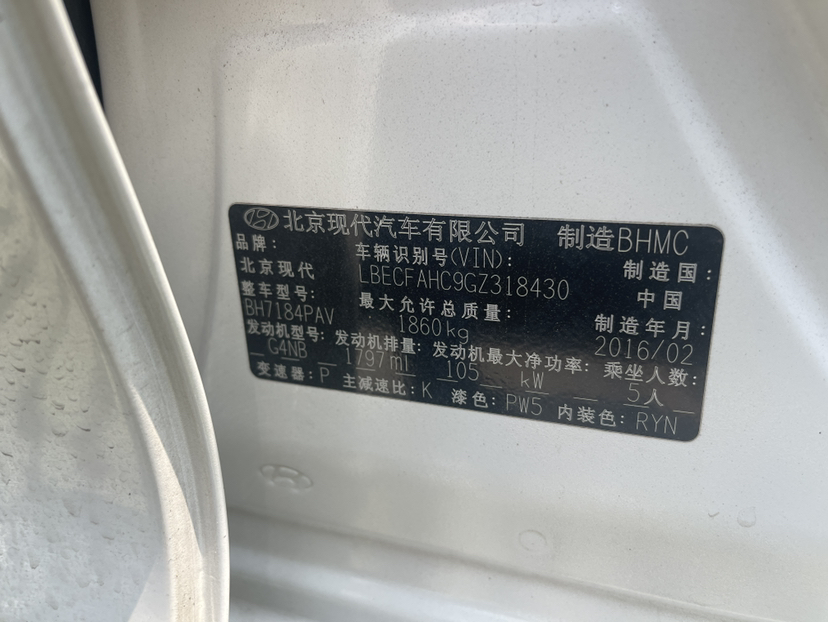 北京现代汽车有限公司 制造BHMC
品牌: 车辆识别号(VIN): 制造国:
北京现代 LBECFAHC9GZ318430 中国
整车型号: 最大允许总质量: 制造年月:
BH7184PAV 1860kg 2016/02
发动机型号: 发动机排量: 发动机最大净功率: 乘坐人数:
G4NB 1797ml 105 kW 5人
变速器: P 主减速比: K 漆色: PW5 内装色: RYN